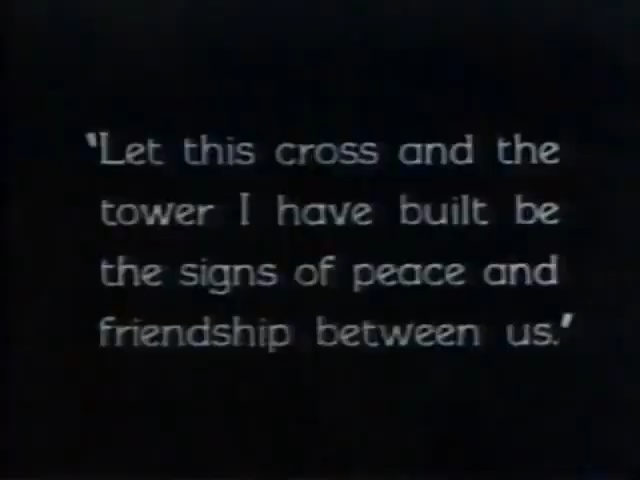 ‘Let this cross and the
tower I have built be
the signs of peace and
friendship between us.’